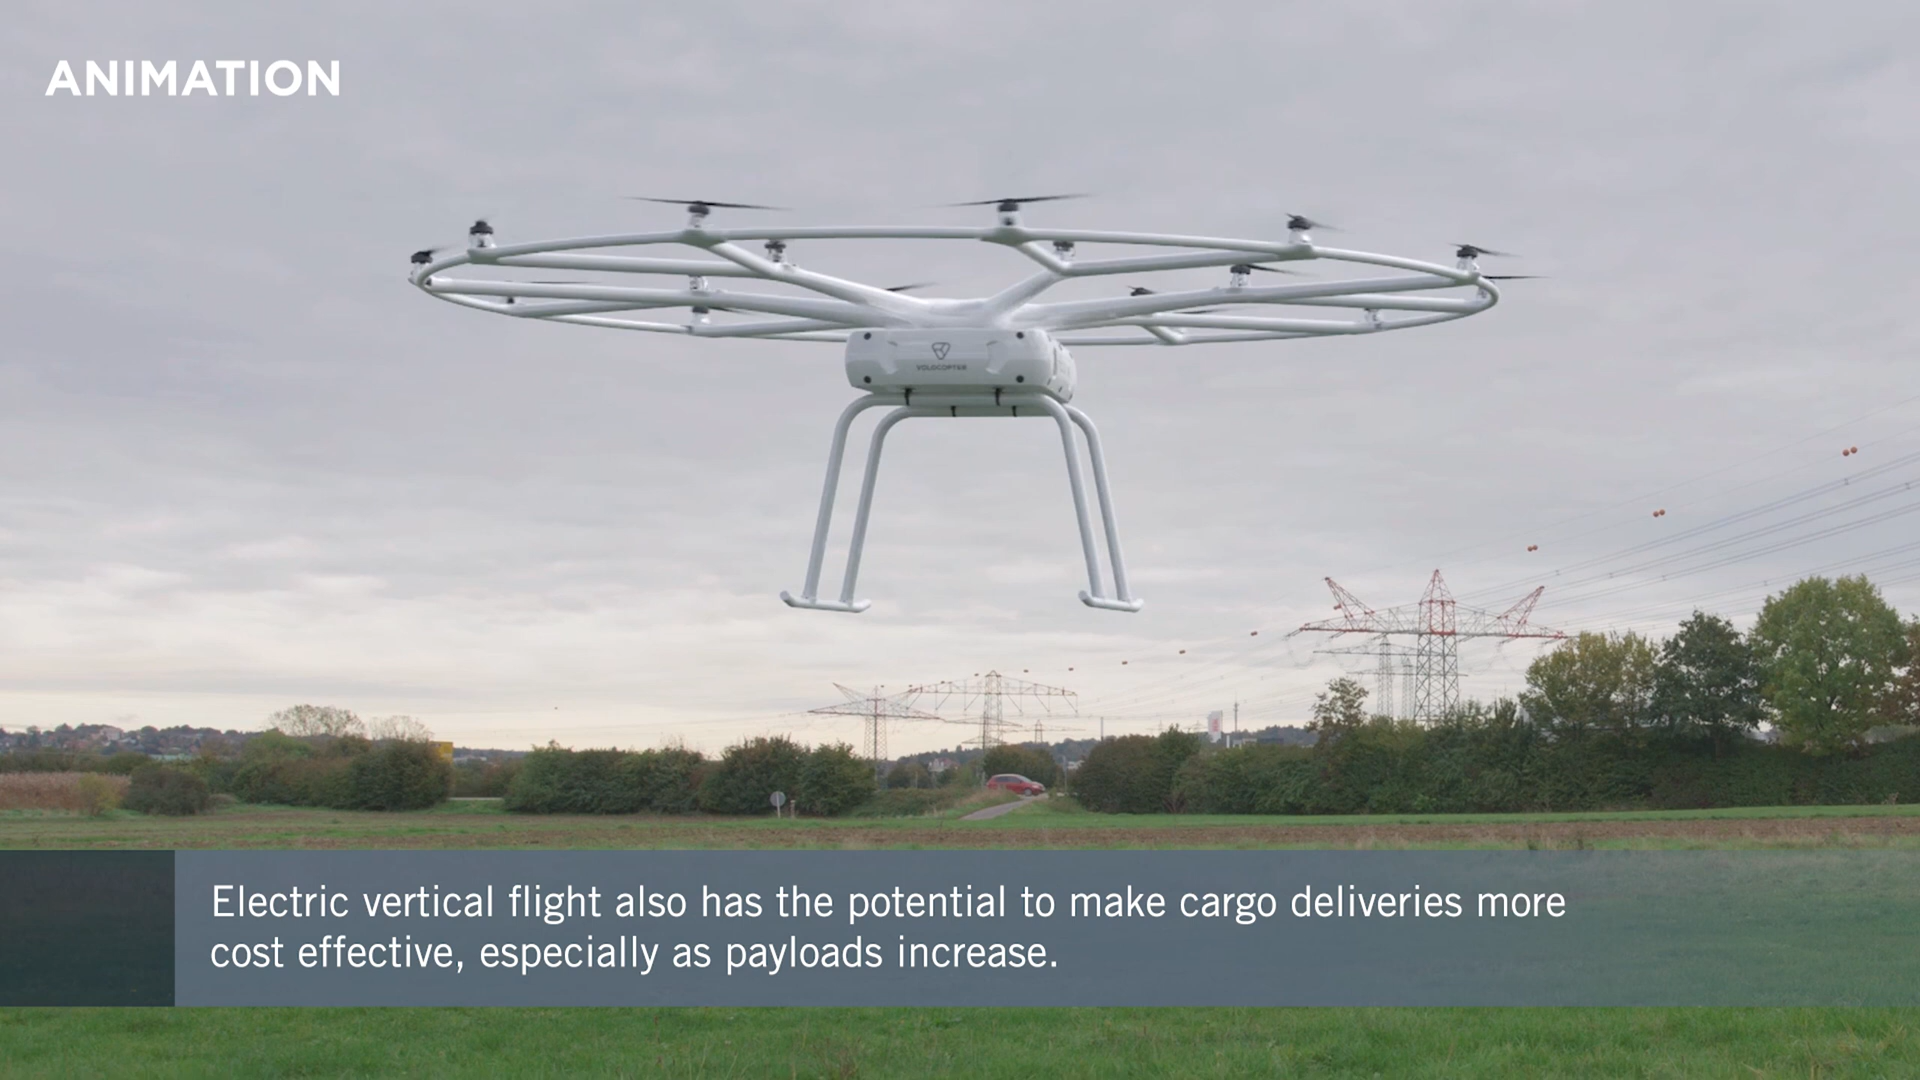 ANIMATION
VOLOCOPTER
Electric vertical flight also has the potential to make cargo deliveries more
cost effective, especially as payloads increase.